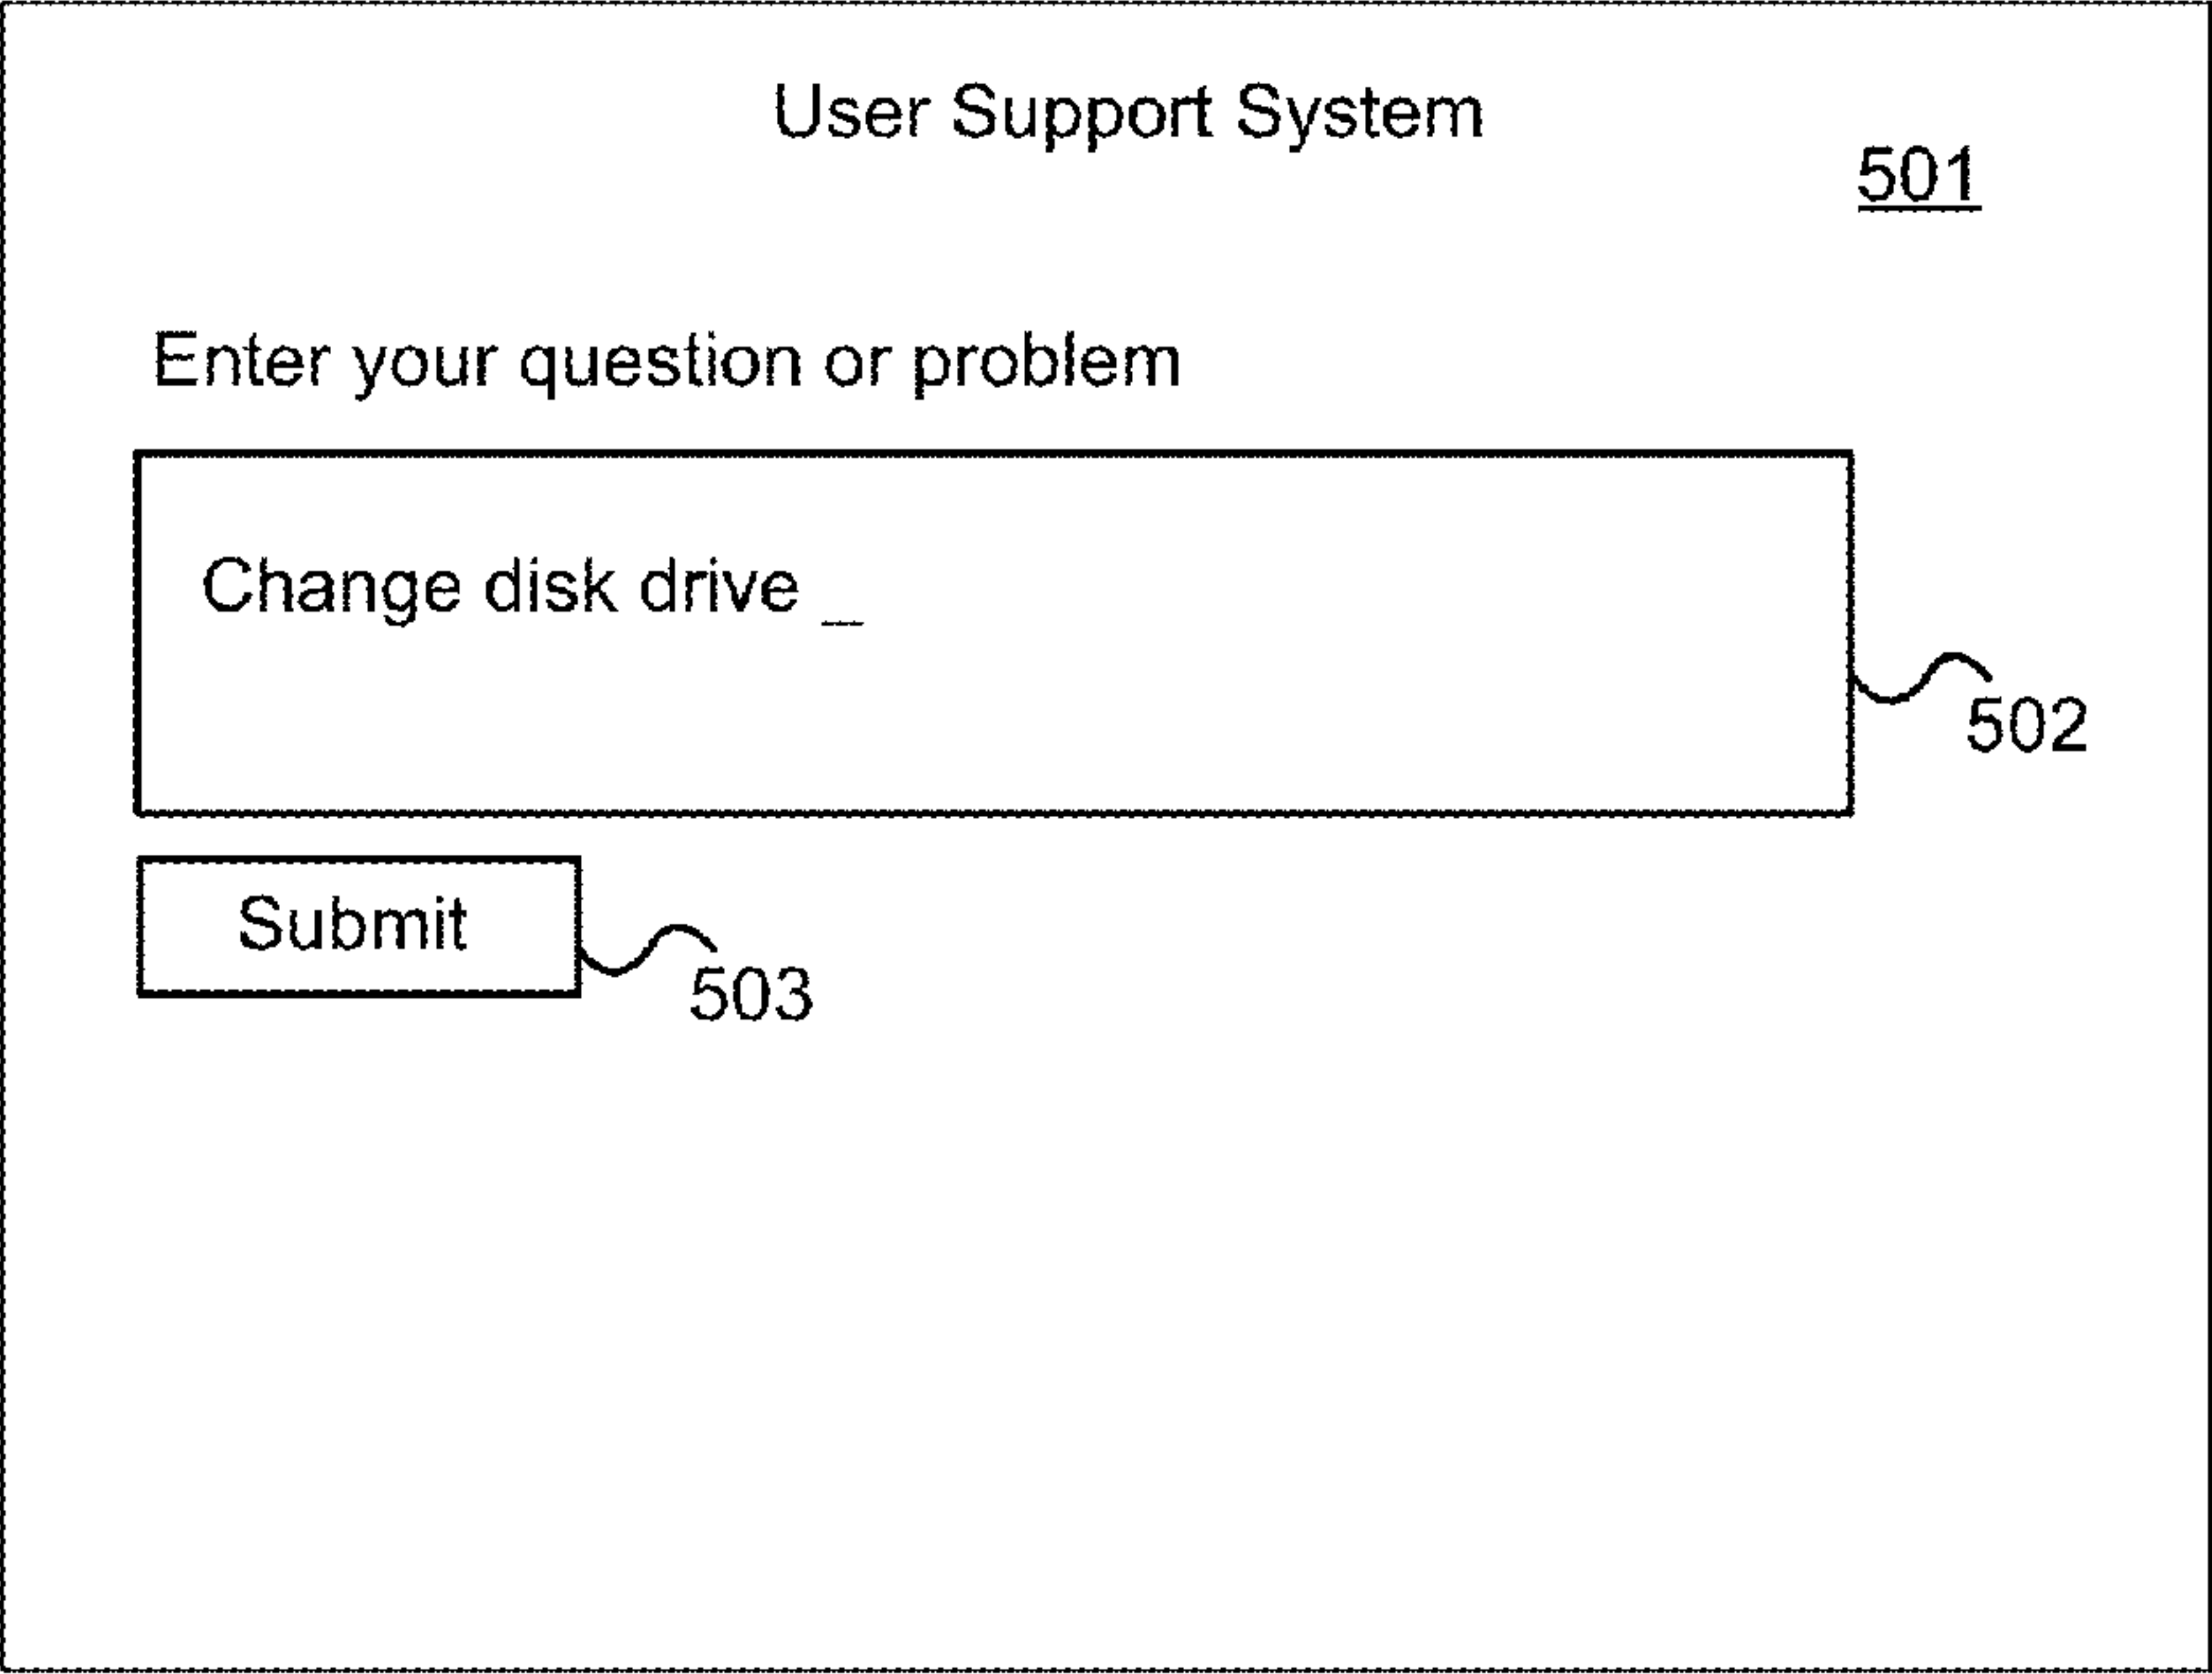 User Support System
501
Enter your question or problem
Change disk drive _
502
Submit
503